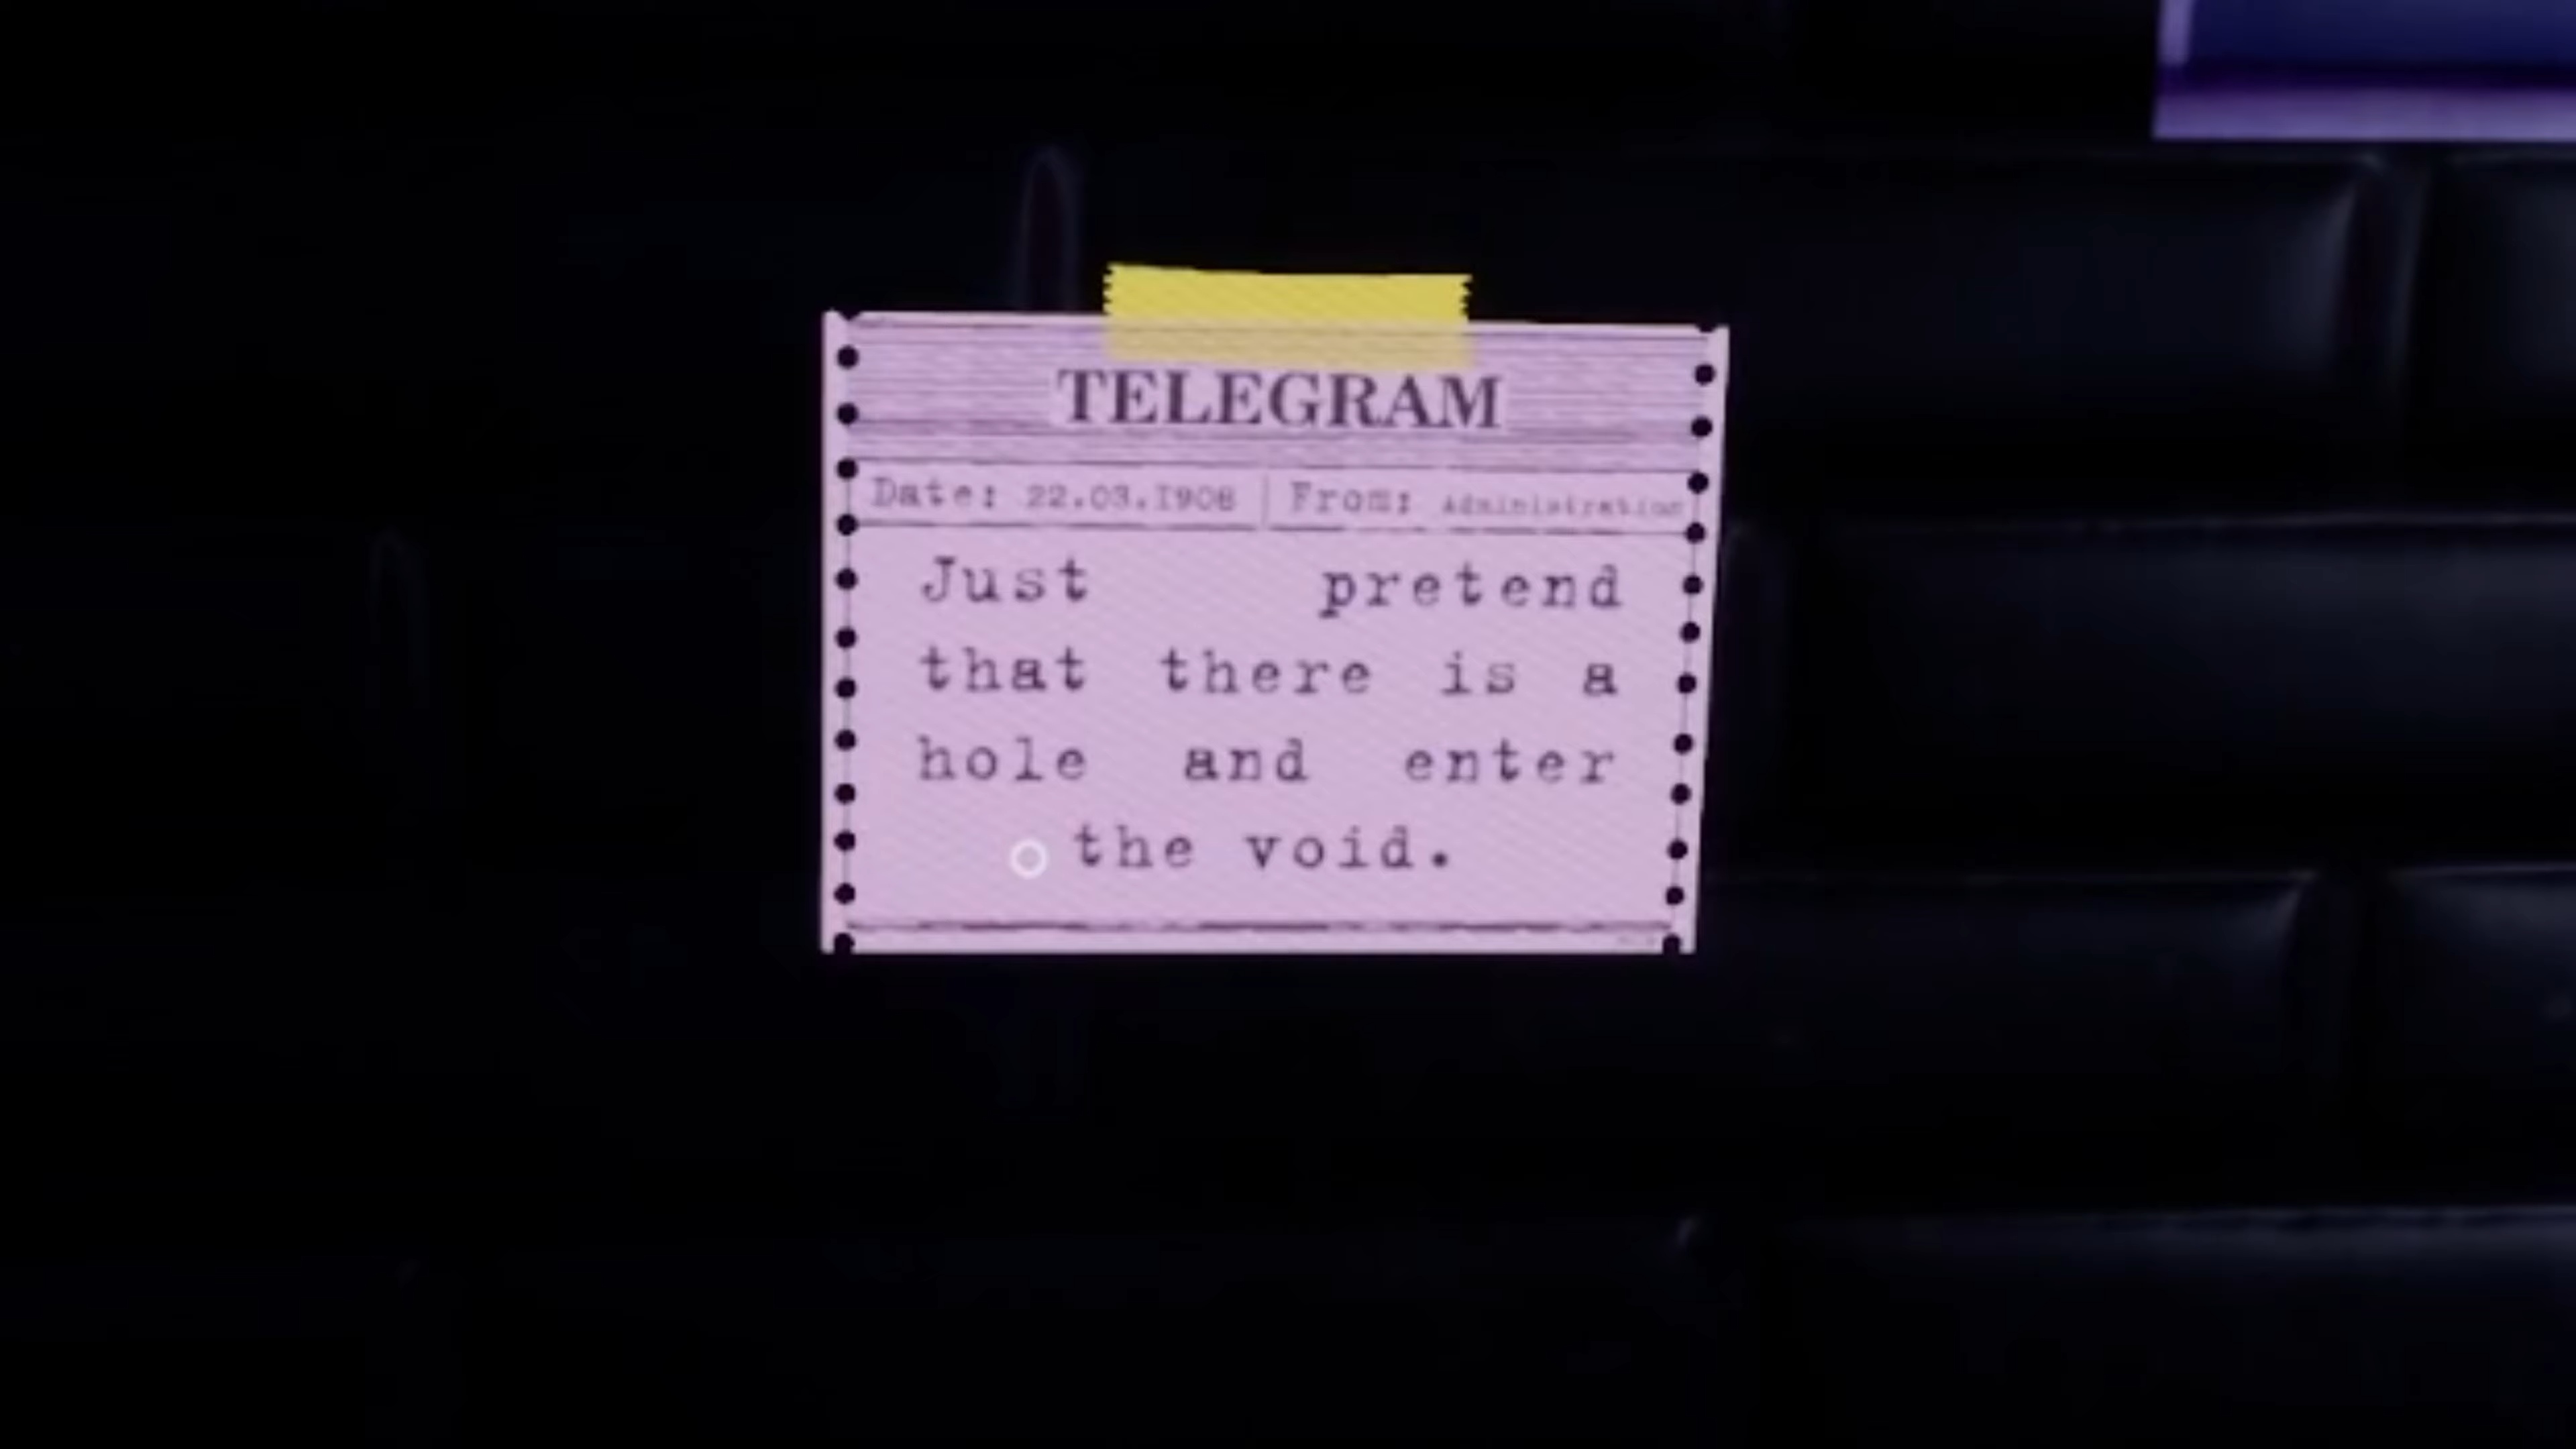 TELEGRAM
Date: 22.03.1908 From: Administration
Just pretend
that there is a
hole and enter
the void.